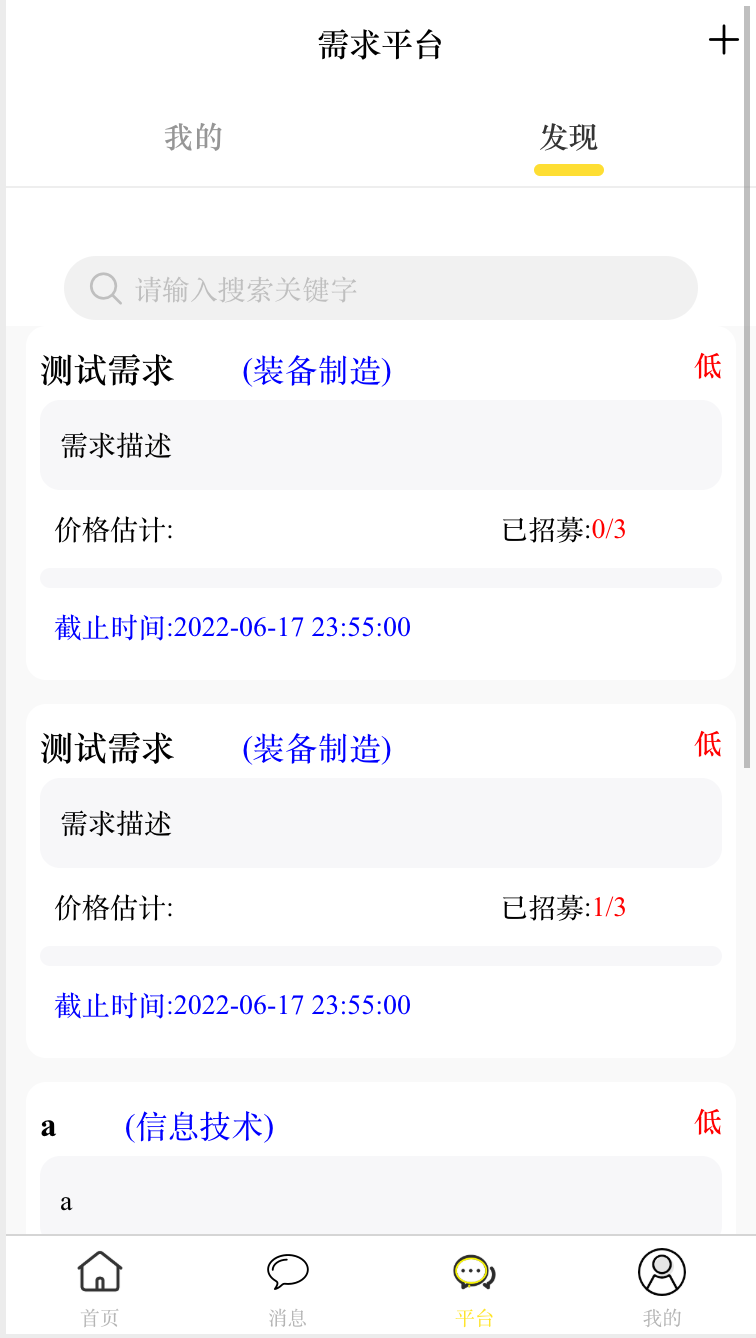 需求平台
我的 发现
请输入搜索关键字
测试需求 (装备制造) 低
需求描述
价格估计: 已招募:0/3
截止时间:2022-06-17 23:55:00
测试需求 (装备制造) 低
需求描述
价格估计: 已招募:1/3
截止时间:2022-06-17 23:55:00
a (信息技术) 低
a
首页 消息 平台 我的